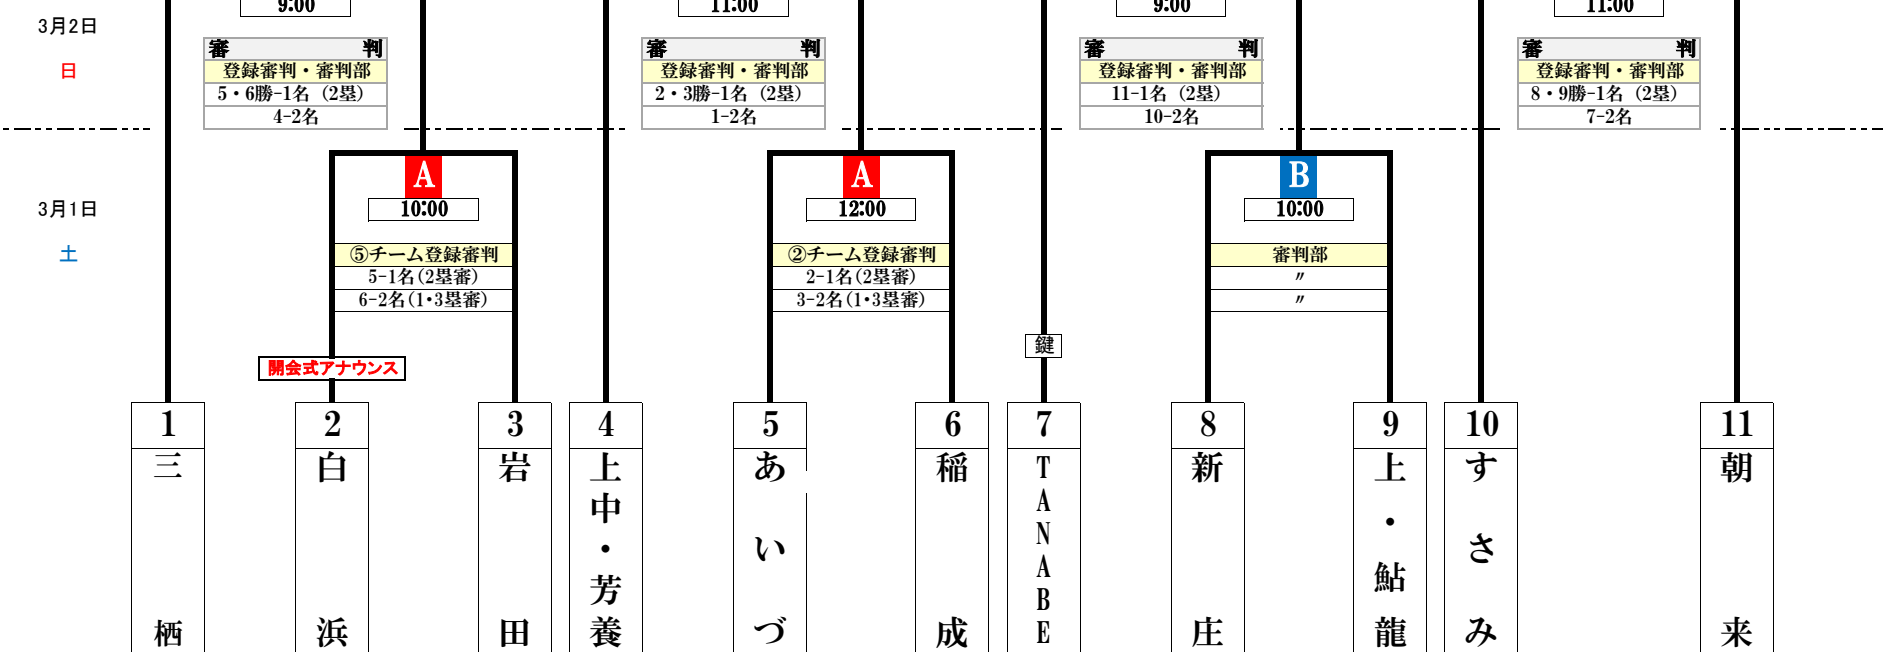 9:00
11:00
9:00
11:00
3月2日
日
審 判
登録審判・審判部
5・6勝-1名（2塁）
4-2名
審 判
登録審判・審判部
2・3勝-1名（2塁）
1-2名
審 判
登録審判・審判部
11-1名（2塁）
10-2名
審 判
登録審判・審判部
8・9勝-1名（2塁）
7-2名
3月1日
土
A
10:00
⑤チーム登録審判
5-1名(2塁審)
6-2名(1・3塁審)
A
12:00
②チーム登録審判
2-1名(2塁審)
3-2名(1・3塁審)
B
10:00
審判部
〃
〃
鍵
開会式アナウンス
1
三栖
2
白浜
3
岩田
4
上中・芳養
5
あいづ
6
稲成
7
TANABE
8
新庄
9
上・鮎龍
10
すさみ
11
朝来